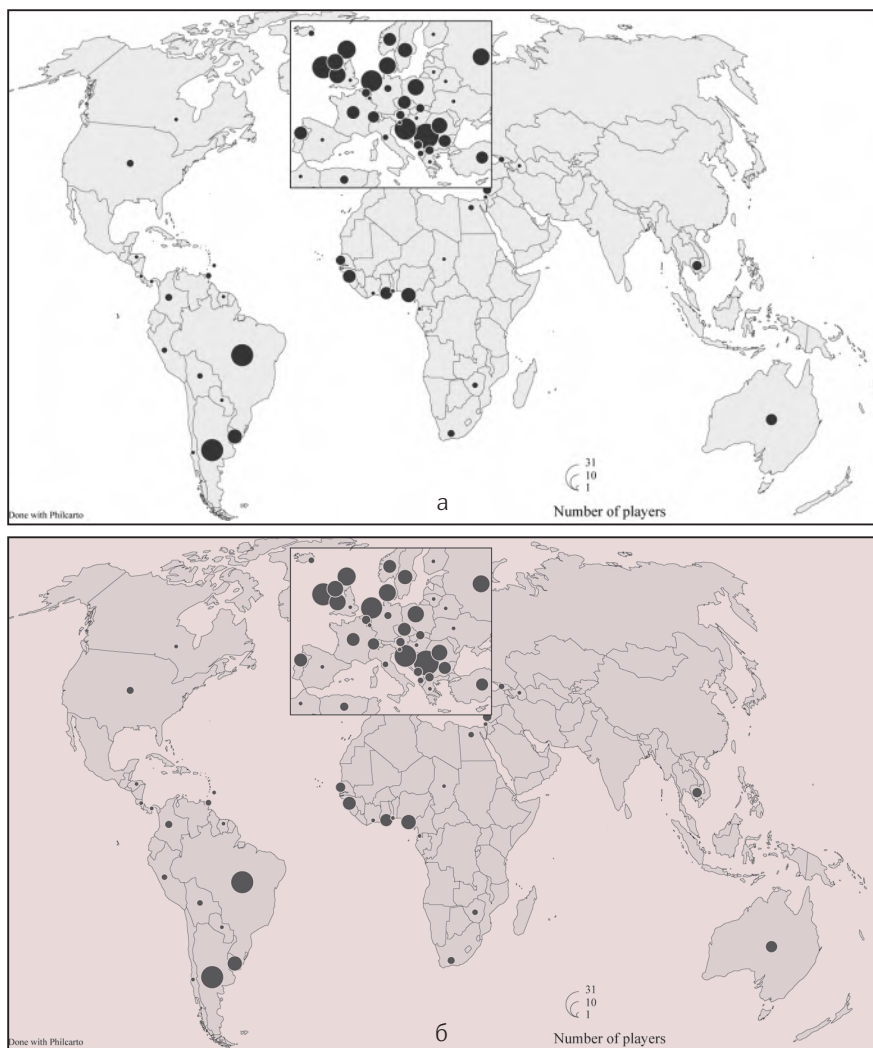 31
10
1
а
Done with Philcarto
Number of players
31
10
1
б
Done with Philcarto
Number of players